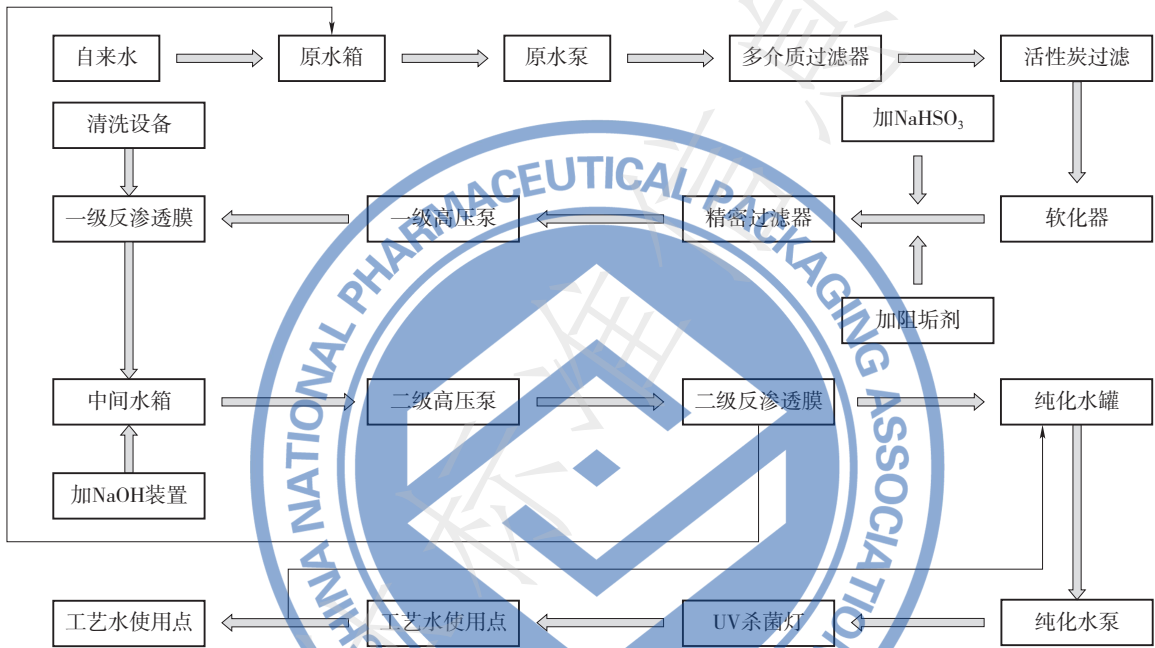 自来水
原水箱
原水泵
多介质过滤器
活性炭过滤
清洗设备
加NaHSO₃
一级反渗透膜
一级高压泵
精密过滤器
软化器
加阻垢剂
中间水箱
二级高压泵
二级反渗透膜
纯化水罐
加NaOH装置
工艺水使用点
工艺水使用点
UV杀菌灯
纯化水泵
CHINA NATIONAL PHARMACEUTICAL PACKAGING ASSOCIATION